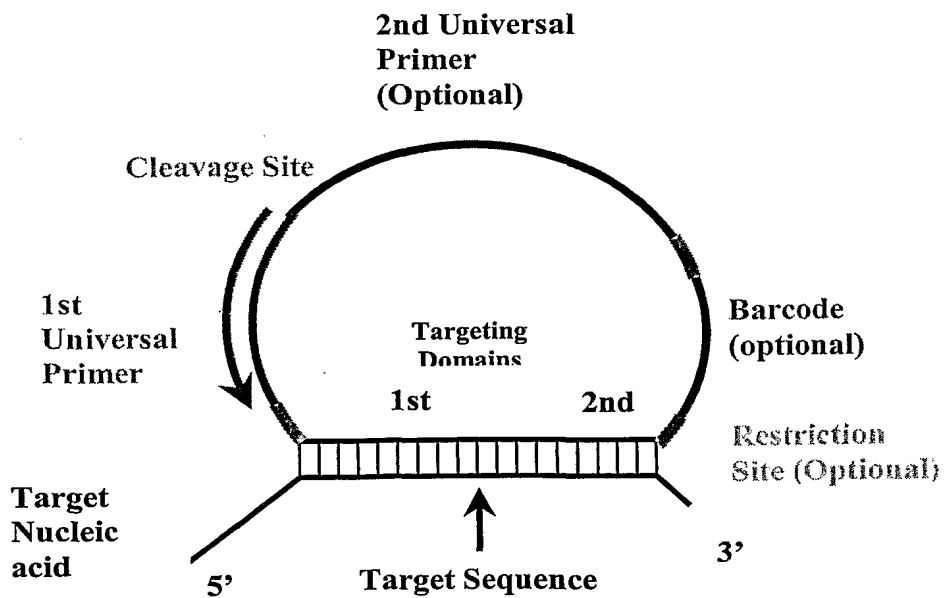 2nd Universal
Primer
(Optional)
Cleavage Site
1st
Universal
Primer
Targeting
Domains
Barcode
(optional)
1st
2nd
Restriction
Site (Optional)
Target
Nucleic
acid
5'
Target Sequence
3'